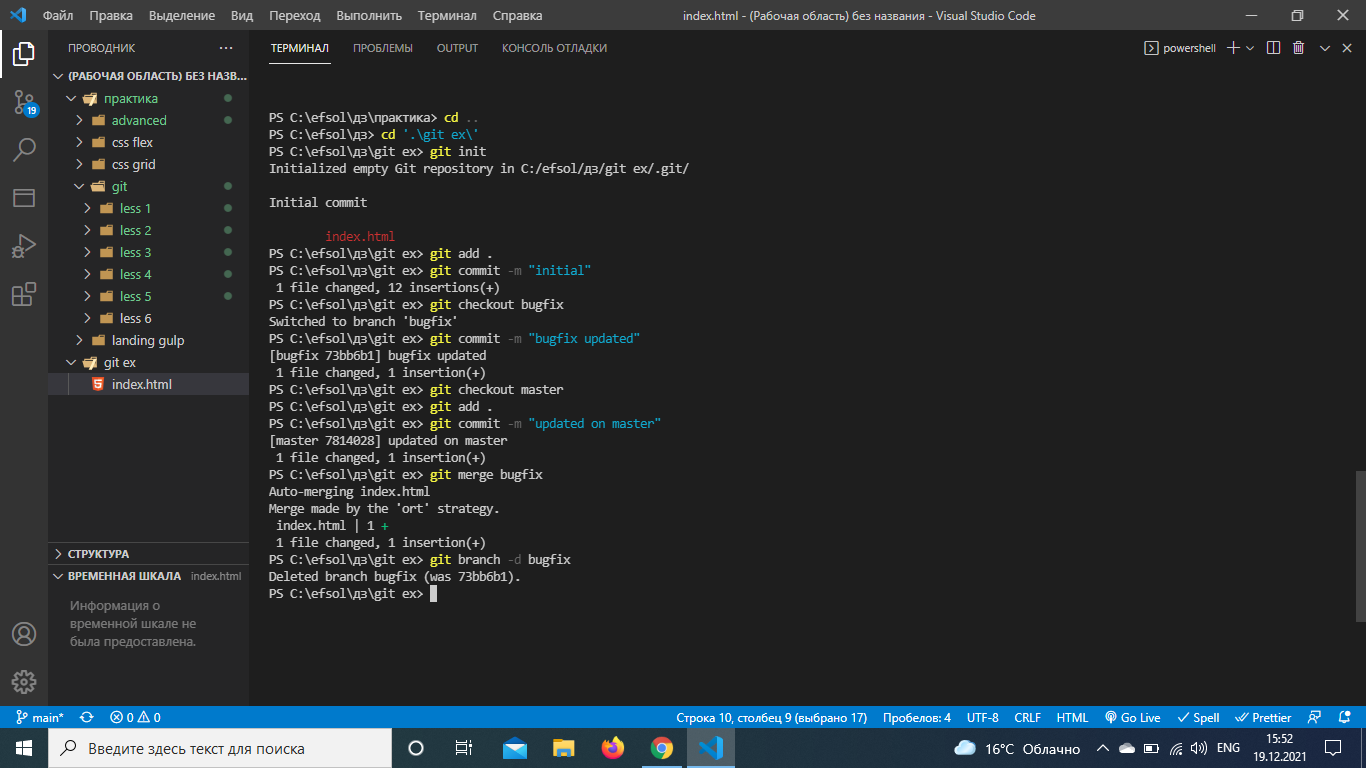 Файл Правка Выделение Вид Переход Выполнить Терминал Справка index.html - (Рабочая область) без названия - Visual Studio Code
ПРОВОДНИК ···
(РАБОЧАЯ ОБЛАСТЬ) БЕЗ НАЗВ...
практика
advanced
css flex
css grid
git
less 1
less 2
less 3
less 4
less 5
less 6
landing gulp
git ex
index.html
СТРУКТУРА
ВРЕМЕННАЯ ШКАЛА index.html
Информация о
временной шкале не
была предоставлена.
19
ТЕРМИНАЛ ПРОБЛЕМЫ OUTPUT КОНСОЛЬ ОТЛАДКИ powershell
PS C:\efsol\дз\практика> cd ..
PS C:\efsol\дз> cd '.\git ex\'
PS C:\efsol\дз\git ex> git init
Initialized empty Git repository in C:/efsol/дз/git ex/.git/
Initial commit
index.html
PS C:\efsol\дз\git ex> git add .
PS C:\efsol\дз\git ex> git commit -m "initial"
1 file changed, 12 insertions(+)
PS C:\efsol\дз\git ex> git checkout bugfix
Switched to branch 'bugfix'
PS C:\efsol\дз\git ex> git commit -m "bugfix updated"
[bugfix 73bb6b1] bugfix updated
1 file changed, 1 insertion(+)
PS C:\efsol\дз\git ex> git checkout master
PS C:\efsol\дз\git ex> git add .
PS C:\efsol\дз\git ex> git commit -m "updated on master"
[master 7814028] updated on master
1 file changed, 1 insertion(+)
PS C:\efsol\дз\git ex> git merge bugfix
Auto-merging index.html
Merge made by the 'ort' strategy.
index.html | 1 +
1 file changed, 1 insertion(+)
PS C:\efsol\дз\git ex> git branch -d bugfix
Deleted branch bugfix (was 73bb6b1).
PS C:\efsol\дз\git ex>
main* 0 0 Строка 10, столбец 9 (выбрано 17) Пробелов: 4 UTF-8 CRLF HTML Go Live Spell Prettier
Введите здесь текст для поиска 16°C Облачно ENG 15:52
19.12.2021